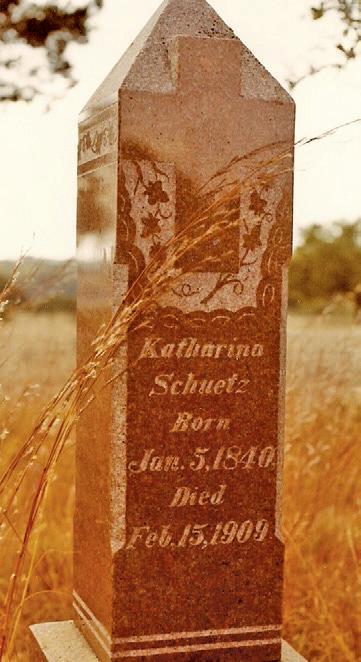 Katharina
Schuetz
Born
Jan. 5, 1840
Died
Feb. 15, 1909